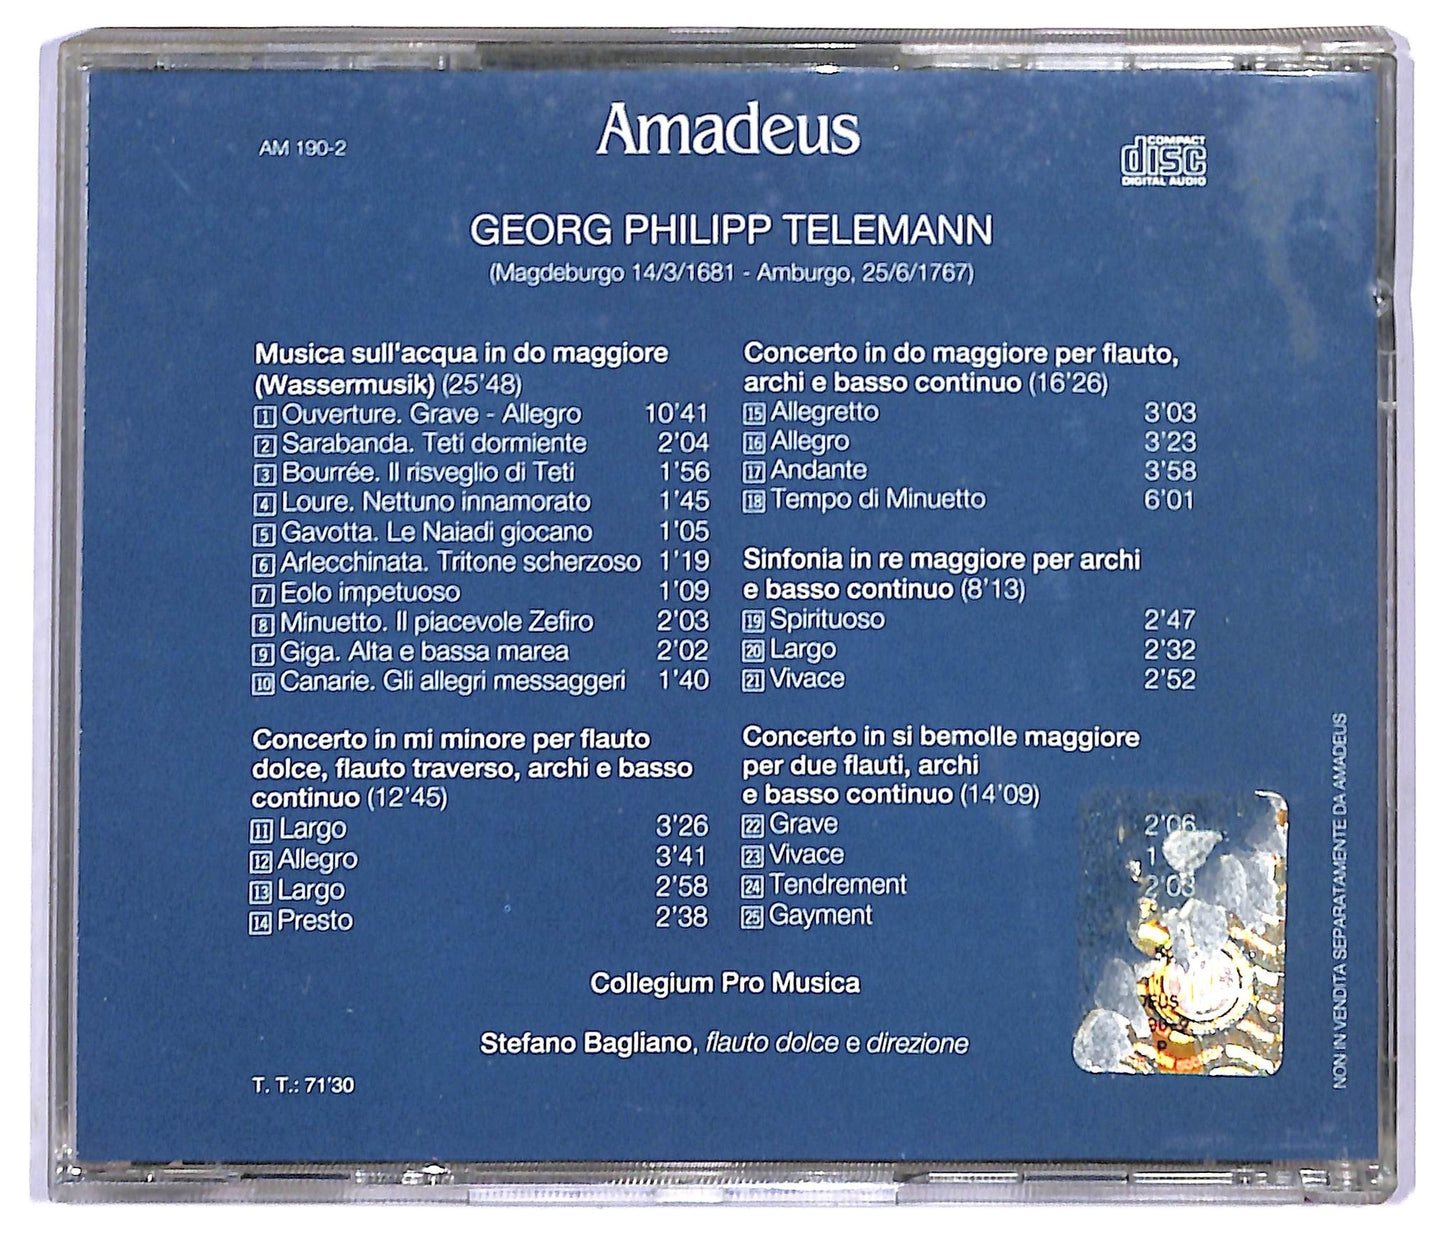 AM 190-2
Amadeus
COMPACT
disc
DIGITAL AUDIO
GEORG PHILIPP TELEMANN
(Magdeburgo 14/3/1681 - Amburgo, 25/6/1767)
Musica sull'acqua in do maggiore
(Wassermusik) (25'48)
1 Ouverture. Grave - Allegro 10'41
2 Sarabanda. Teti dormiente 2'04
3 Bourrée. Il risveglio di Teti 1'56
4 Loure. Nettuno innamorato 1'45
5 Gavotta. Le Naiadi giocano 1'05
6 Arlecchinata. Tritone scherzoso 1'19
7 Eolo impetuoso 1'09
8 Minuetto. Il piacevole Zefiro 2'03
9 Giga. Alta e bassa marea 2'02
10 Canarie. Gli allegri messaggeri 1'40
Concerto in mi minore per flauto
dolce, flauto traverso, archi e basso
continuo (12'45)
11 Largo 3'26
12 Allegro 3'41
13 Largo 2'58
14 Presto 2'38
Concerto in do maggiore per flauto,
archi e basso continuo (16'26)
15 Allegretto 3'03
16 Allegro 3'23
17 Andante 3'58
18 Tempo di Minuetto 6'01
Sinfonia in re maggiore per archi
e basso continuo (8'13)
19 Spirituoso 2'47
20 Largo 2'32
21 Vivace 2'52
Concerto in si bemolle maggiore
per due flauti, archi
e basso continuo (14'09)
22 Grave 2'06
23 Vivace
24 Tendrement 2'03
25 Gayment
Collegium Pro Musica
Stefano Bagliano, flauto dolce e direzione
T. T.: 71'30
NON IN VENDITA SEPARATAMENTE DA AMADEUS